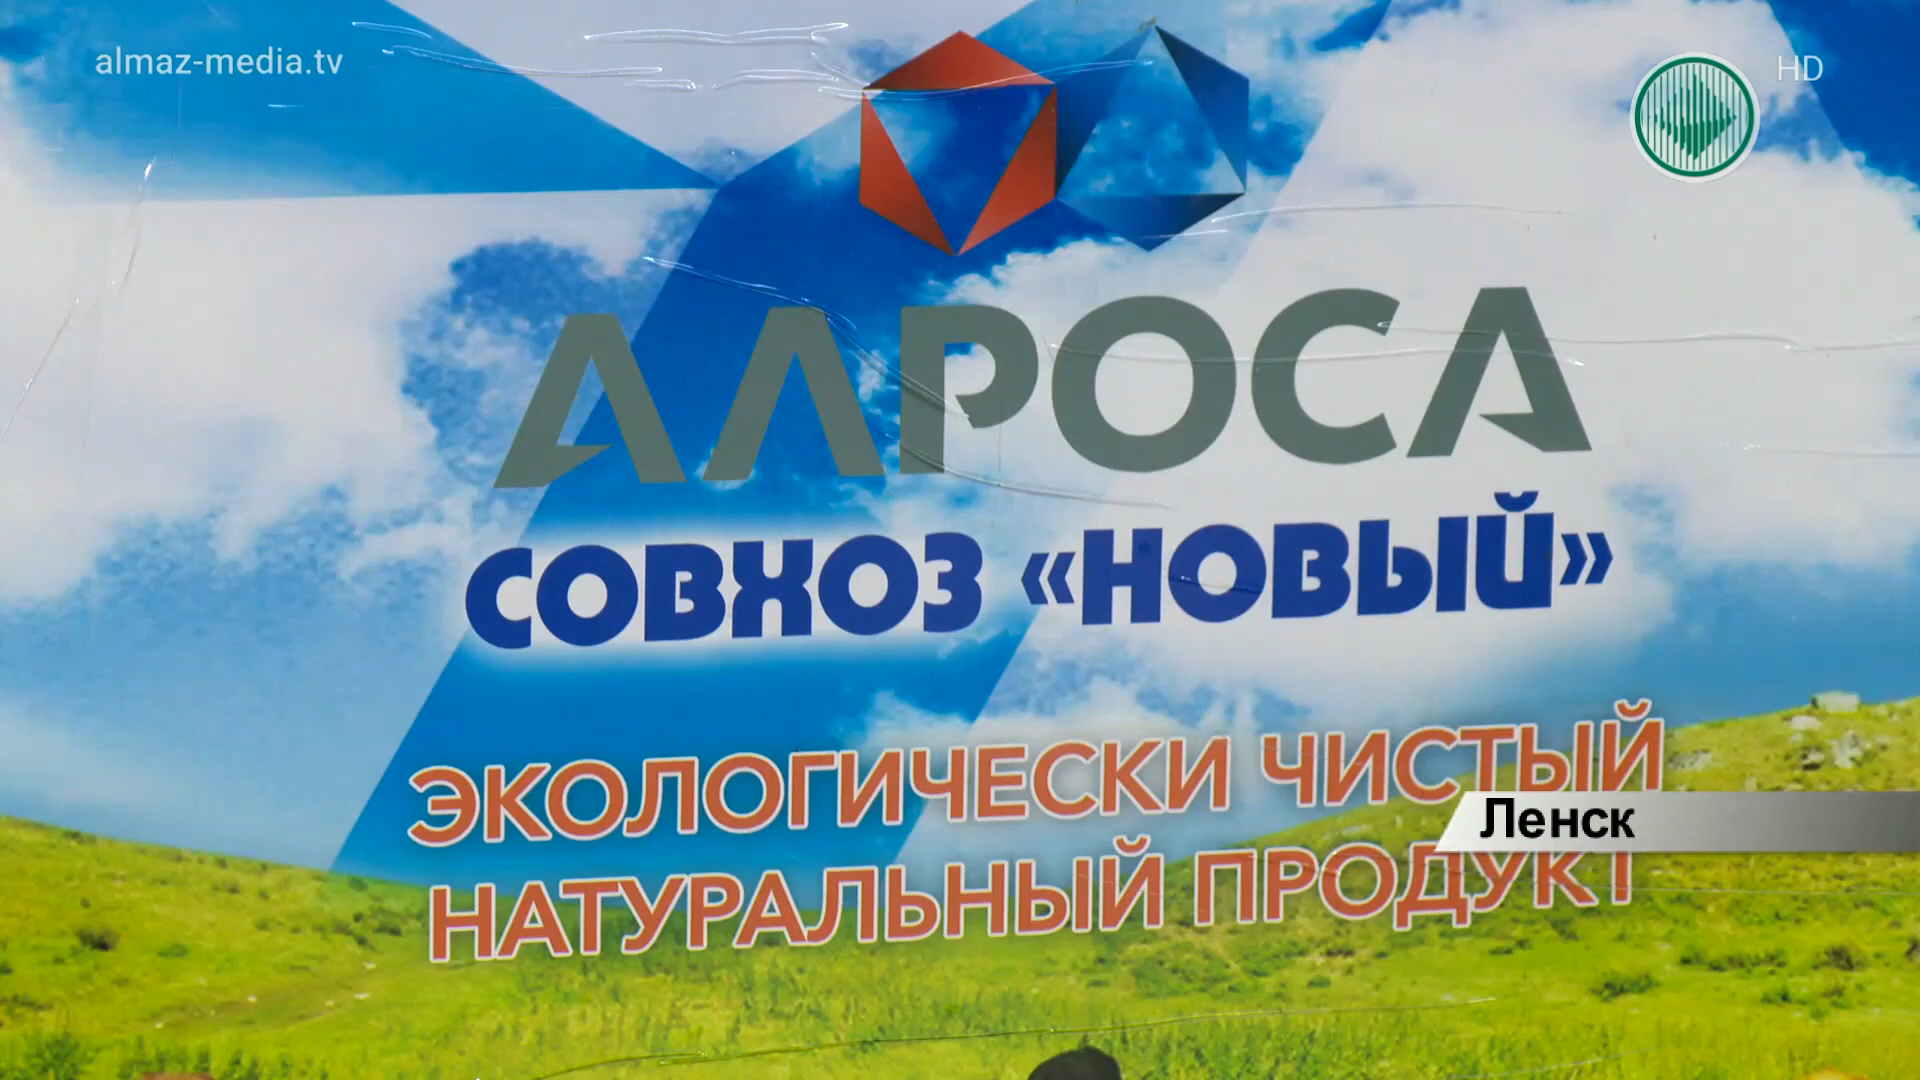 almaz-media.tv
HD
АЛРОСА
СОВХОЗ «НОВЫЙ»
ЭКОЛОГИЧЕСКИ ЧИСТЫЙ
Ленск
НАТУРАЛЬНЫЙ ПРОДУКТ